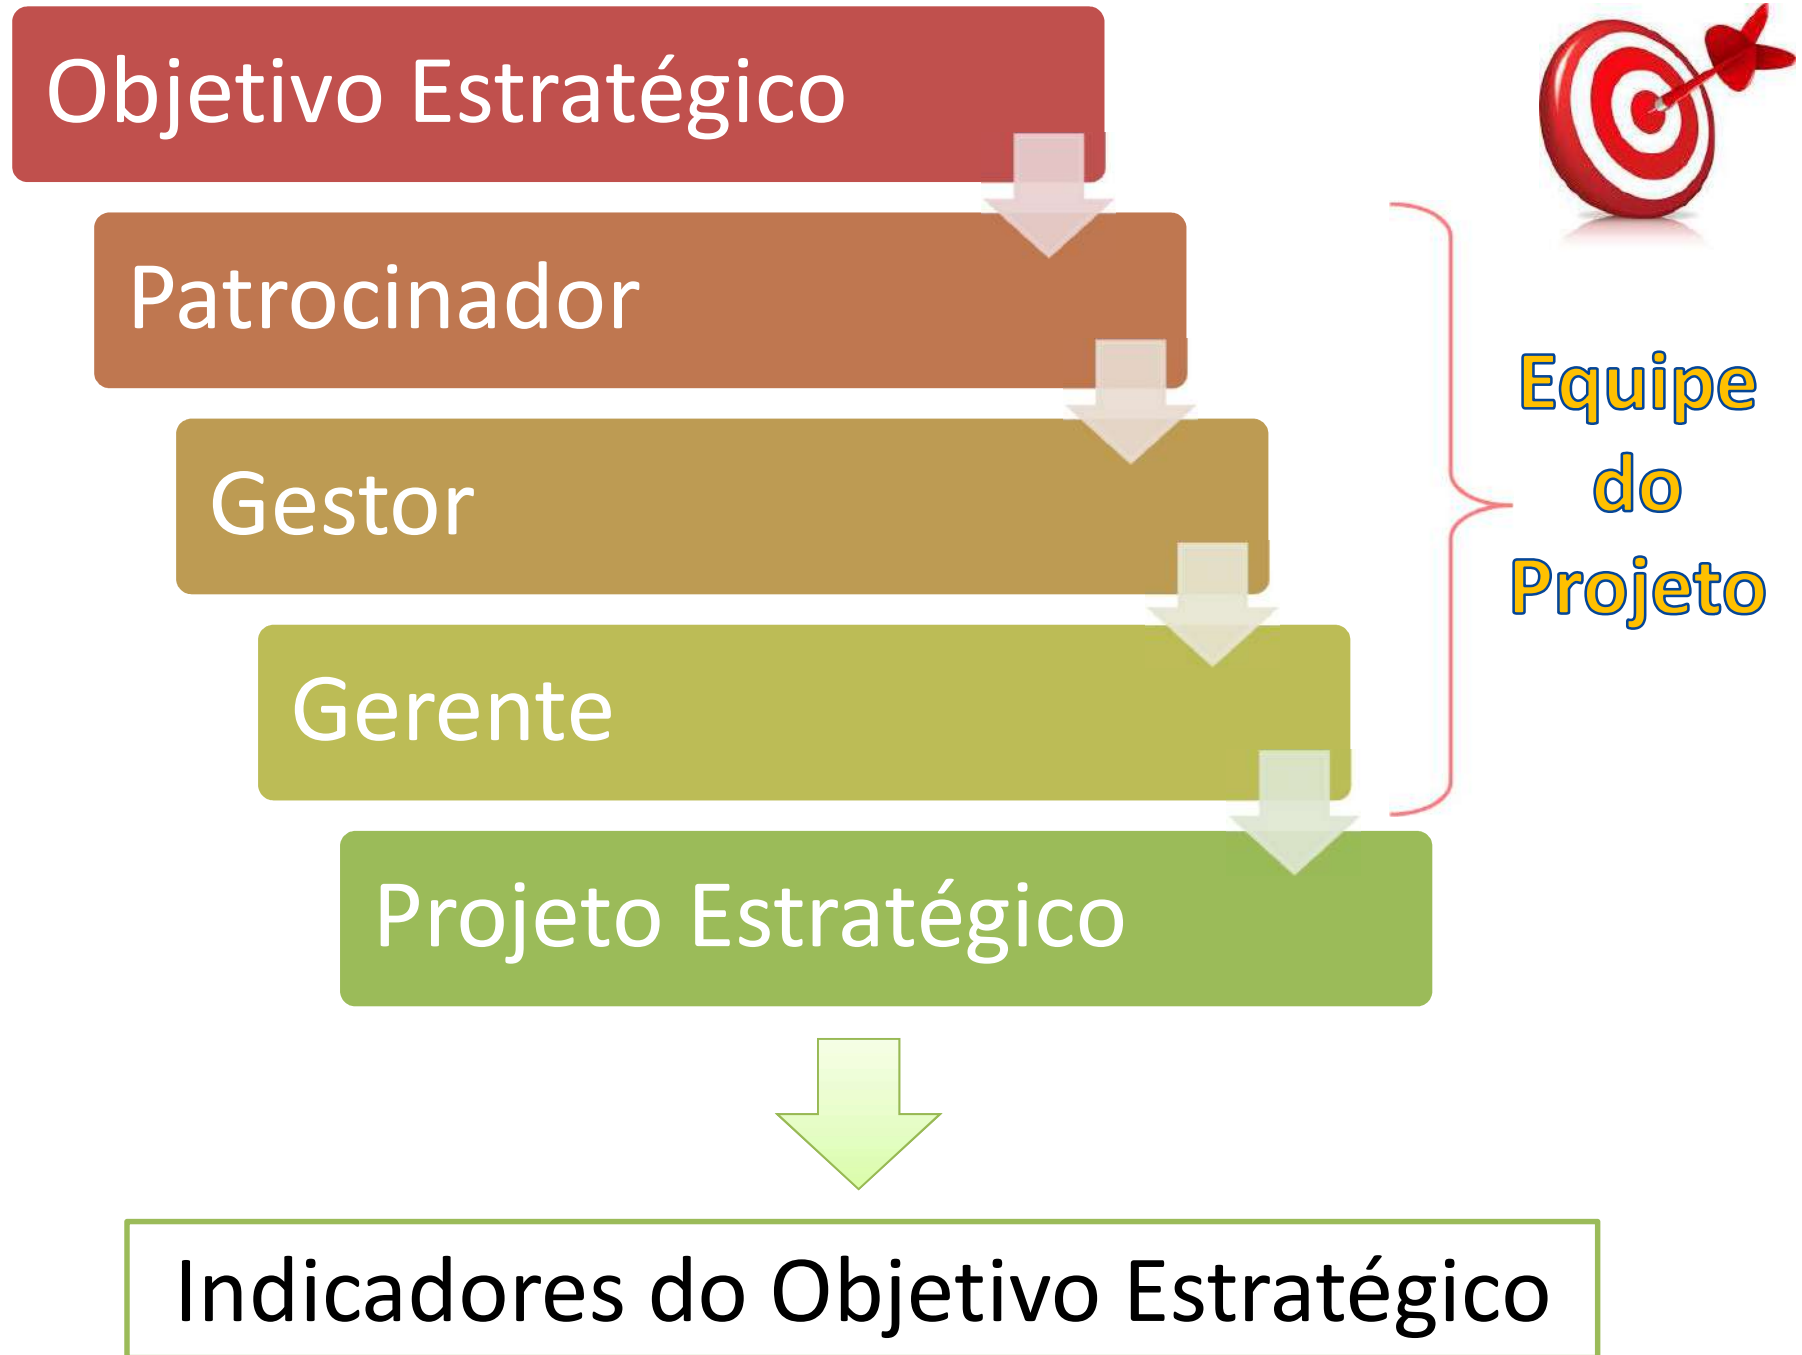 Objetivo Estratégico
Patrocinador
Gestor
Gerente
Projeto Estratégico
Equipe
do
Projeto
Indicadores do Objetivo Estratégico